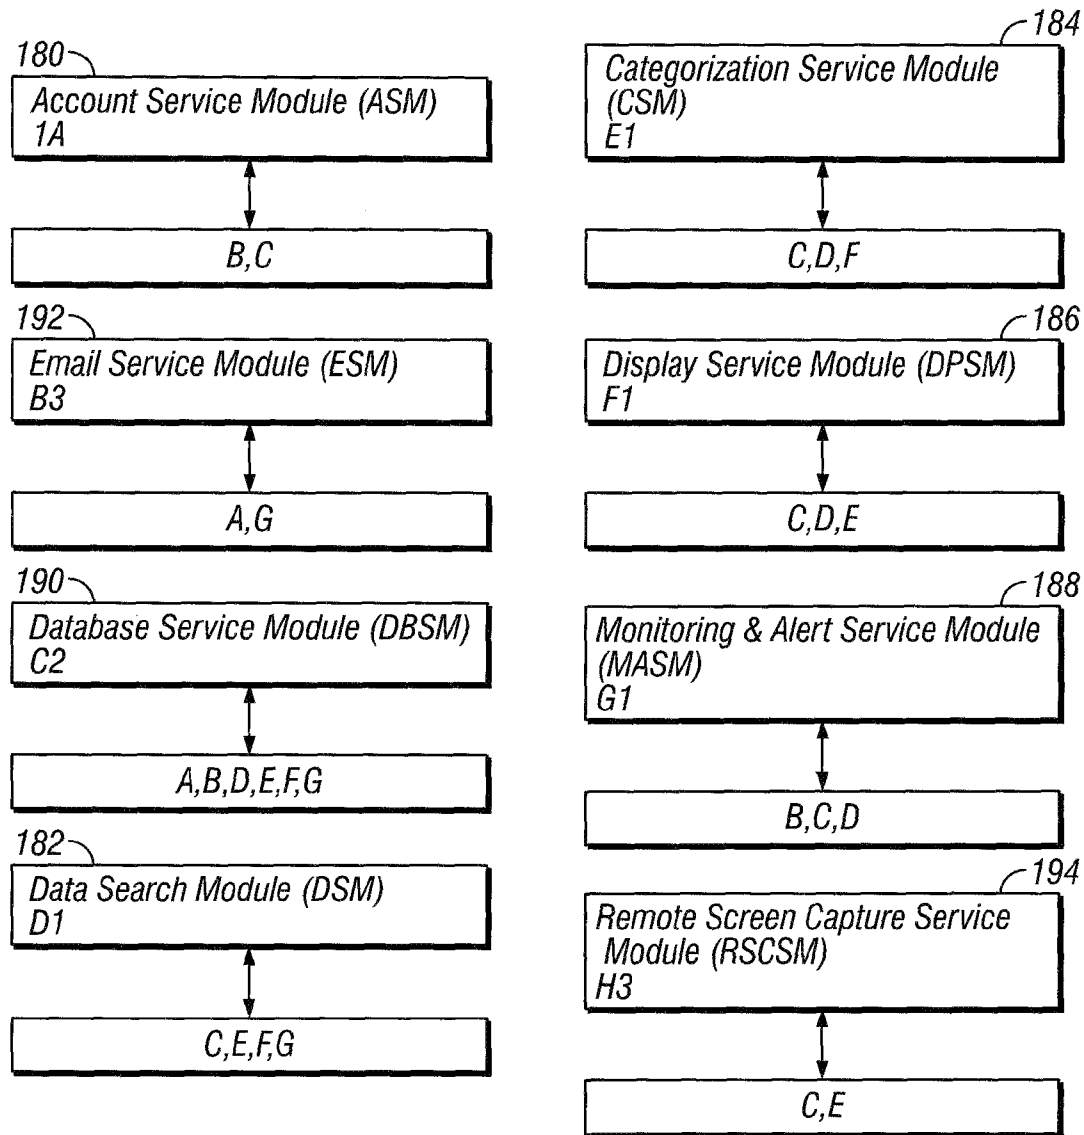 180
Account Service Module (ASM)
1A
B,C
192
Email Service Module (ESM)
B3
A,G
190
Database Service Module (DBSM)
C2
A,B,D,E,F,G
182
Data Search Module (DSM)
D1
C,E,F,G
184
Categorization Service Module
(CSM)
E1
C,D,F
186
Display Service Module (DPSM)
F1
C,D,E
188
Monitoring & Alert Service Module
(MASM)
G1
B,C,D
194
Remote Screen Capture Service
Module (RSCSM)
H3
C,E